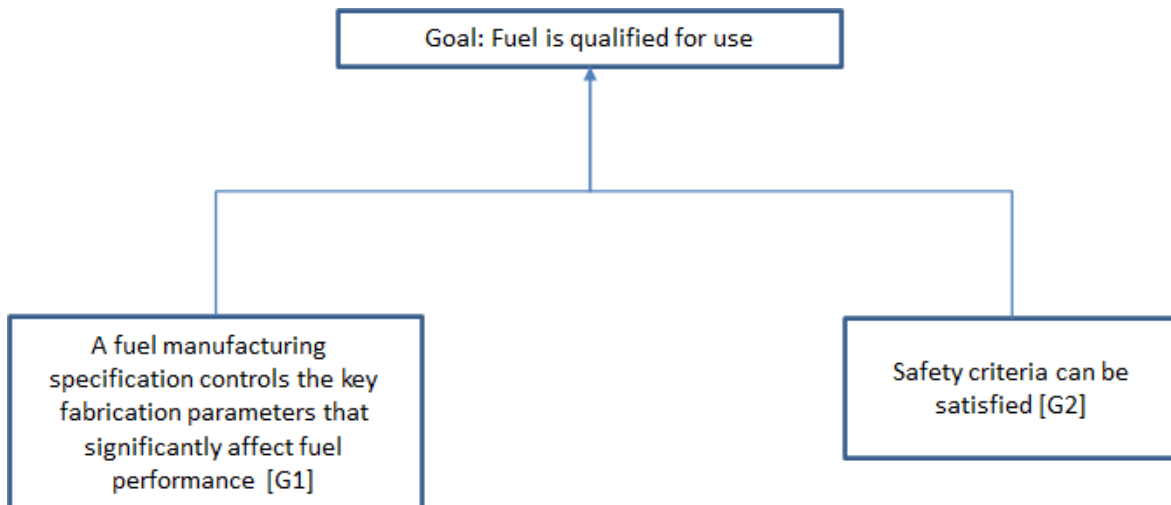 Goal: Fuel is qualified for use
A fuel manufacturing
specification controls the key
fabrication parameters that
significantly affect fuel
performance [G1]
Safety criteria can be
satisfied [G2]